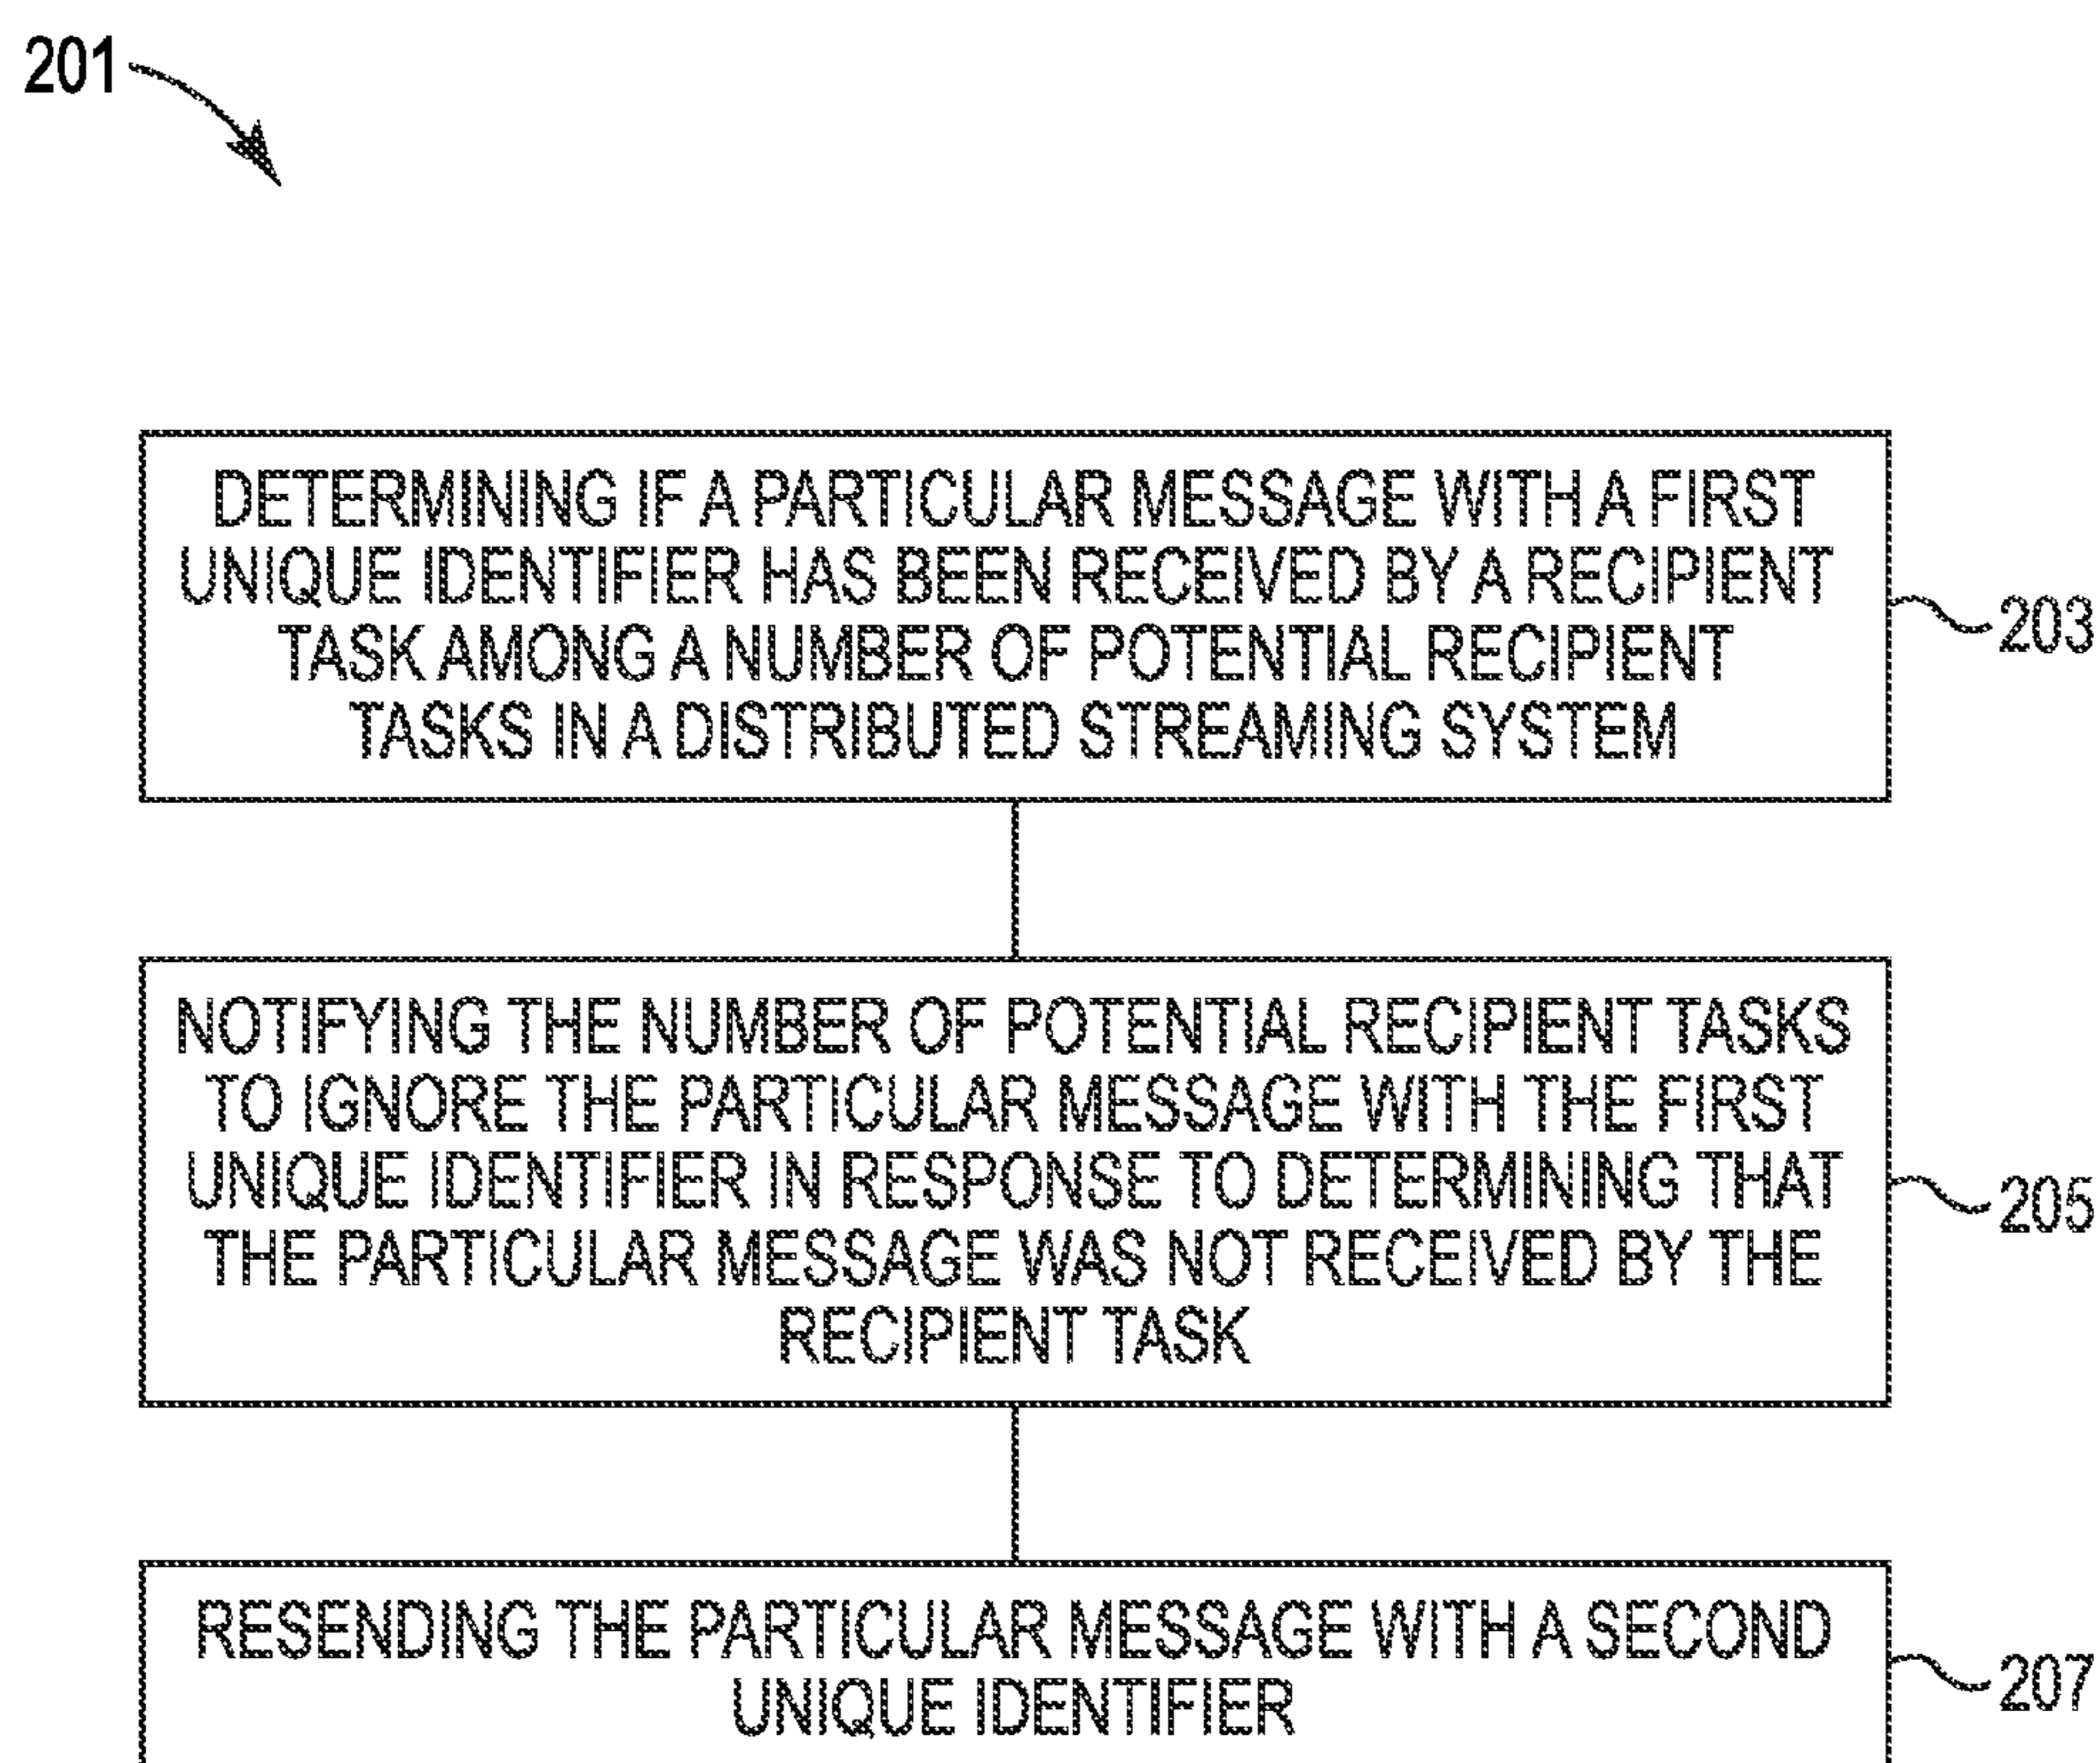 201
DETERMINING IF A PARTICULAR MESSAGE WITH A FIRST
UNIQUE IDENTIFIER HAS BEEN RECEIVED BY A RECIPIENT
TASK AMONG A NUMBER OF POTENTIAL RECIPIENT
TASKS IN A DISTRIBUTED STREAMING SYSTEM
203
NOTIFYING THE NUMBER OF POTENTIAL RECIPIENT TASKS
TO IGNORE THE PARTICULAR MESSAGE WITH THE FIRST
UNIQUE IDENTIFIER IN RESPONSE TO DETERMINING THAT
THE PARTICULAR MESSAGE WAS NOT RECEIVED BY THE
RECIPIENT TASK
205
RESENDING THE PARTICULAR MESSAGE WITH A SECOND
UNIQUE IDENTIFIER
207